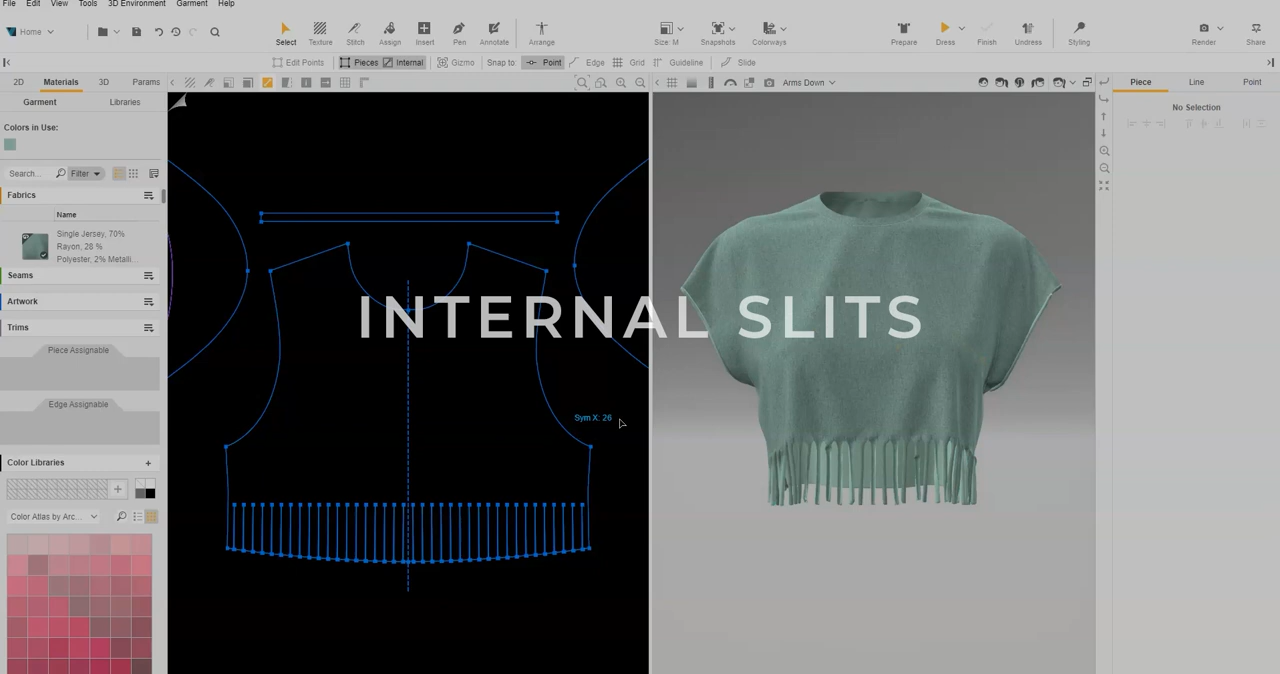 File Edit View Tools 3D Environment Garment Help
Home
Select Texture Stitch Assign Insert Pen Annotate Arrange Size: M Snapshots Colorways Prepare Dress Finish Undress Styling Render Share
Edit Points Pieces Internal Gizmo Snap to: Point Edge Grid Guideline Slide
2D Materials 3D Params Arms Down Piece Line Point
Garment Libraries
No Selection
Colors in Use:
Search... Filter
Fabrics
Name
Single Jersey, 70%
Rayon, 28 %
Polyester, 2% Metalli...
Seams
Artwork
INTERNAL SLITS
Trims
Piece Assignable
Edge Assignable
Sym X: 26
Color Libraries
Color Atlas by Arc...